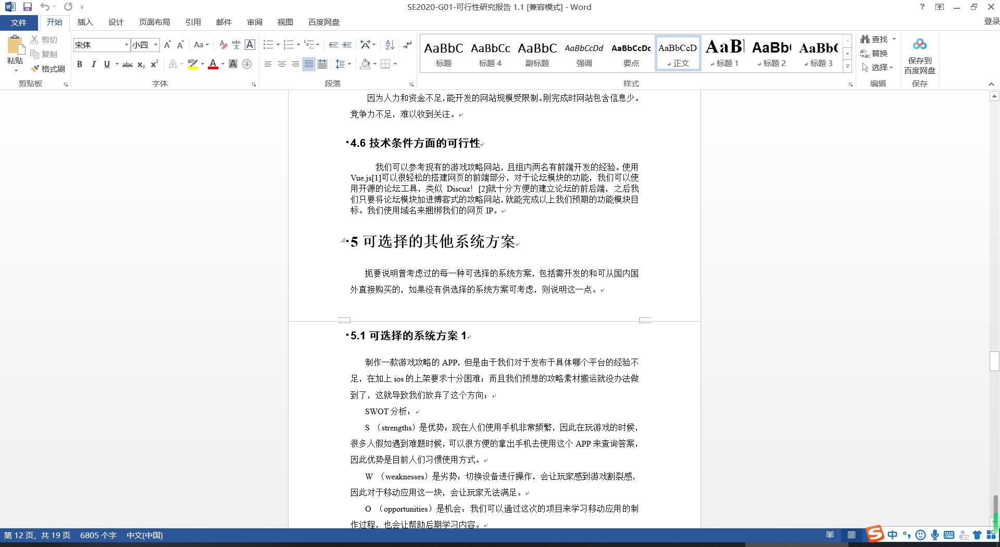 SE2020-G01-可行性研究报告 1.1 [兼容模式] - Word
文件 开始 插入 设计 页面布局 引用 邮件 审阅 视图 百度网盘 登录
粘贴 剪切 复制 格式刷
宋体 小四
AaBbC AaBbCc AaBbC AaBbCcDd AaBbCcDc AaBbCcD AaBl AaBb( AaBb(
标题 标题 4 副标题 强调 要点 正文 标题 1 标题 2 标题 3
查找 替换 选择
保存到
百度网盘
剪贴板 字体 段落 样式 编辑 保存
因为人力和资金不足,能开发的网站规模受限制。刚完成时网站包含信息少。
竞争力不足，难以收到关注。
4.6 技术条件方面的可行性
我们可以参考现有的游戏攻略网站，且组内两名有前端开发的经验。使用
Vue.js[1]可以很轻松的搭建网页的前端部分，对于论坛模块的功能，我们可以使
用开源的论坛工具，类似 Discuz！[2]就十分方便的建立论坛的前后端，之后我
们只要将论坛模块加进博客式的攻略网站,就能完成以上我们预期的功能模块目
标。我们使用域名来捆绑我们的网页 IP。
5 可选择的其他系统方案
扼要说明曾考虑过的每一种可选择的系统方案，包括需开发的和可从国内国
外直接购买的，如果没有供选择的系统方案可考虑，则说明这一点。
5.1 可选择的系统方案 1
制作一款游戏攻略的 APP，但是由于我们对于发布于具体哪个平台的经验不
足，在加上 ios 的上架要求十分困难；而且我们预想的攻略素材搬运就没办法做
到了，这就导致我们放弃了这个方向；
SWOT 分析：
S （strengths）是优势：现在人们使用手机非常频繁，因此在玩游戏的时候，
很多人假如遇到难题时候，可以很方便的拿出手机去使用这个 APP 来查询答案，
因此优势是目前人们习惯使用方式。
W （weaknesses）是劣势：切换设备进行操作，会让玩家感到游戏割裂感，
因此对于移动应用这一块，会让玩家无法满足。
O （opportunities）是机会：我们可以通过这次的项目来学习移动应用的制
作过程，也会让帮助后期学习内容。
第 12 页，共 19 页 6805 个字 中文(中国) 中